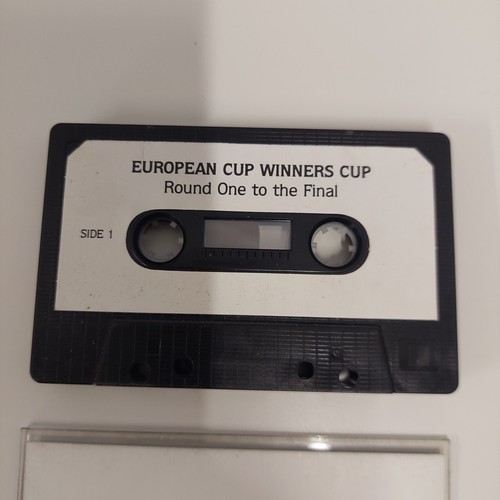 EUROPEAN CUP WINNERS CUP
Round One to the Final
SIDE 1